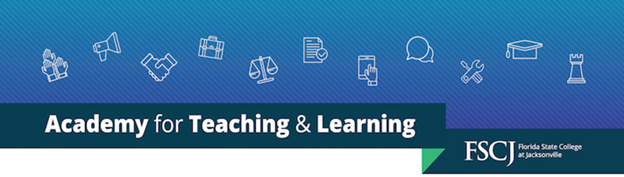 Academy for Teaching & Learning
FSCJ
Florida State College
at Jacksonville